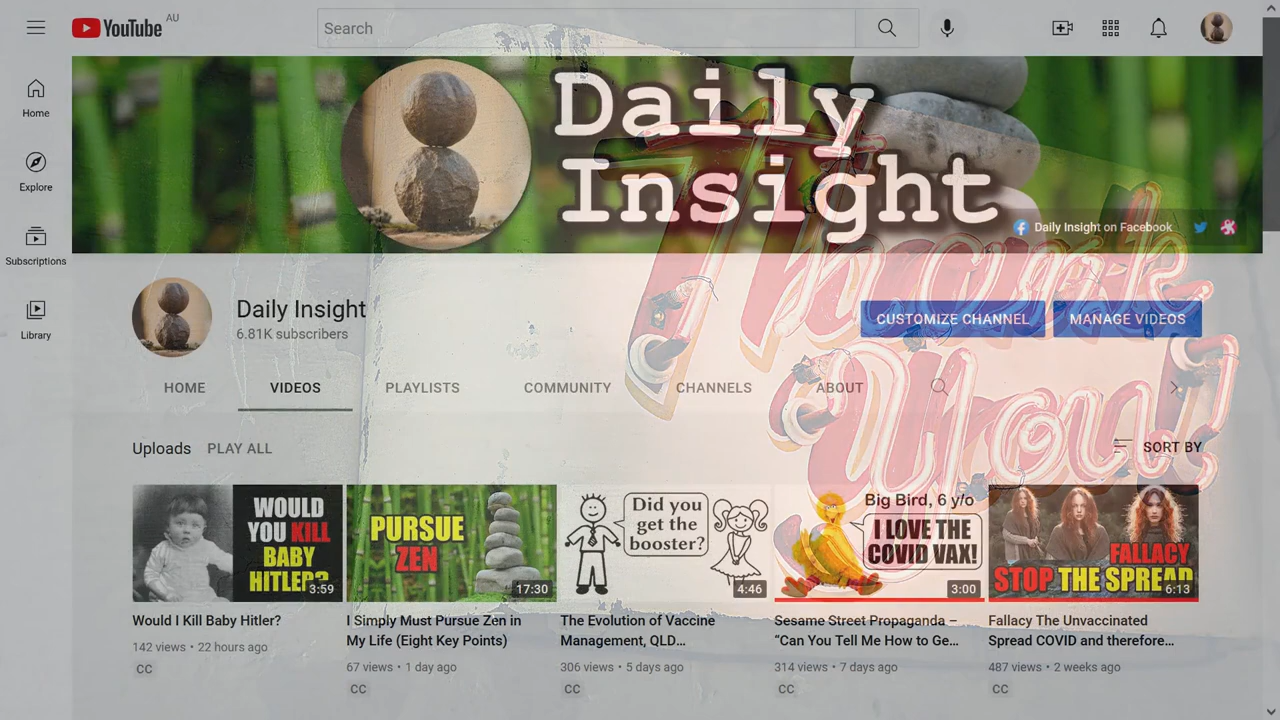 YouTube AU
Search
Home
Explore
Subscriptions
Library
Daily
Insight
Daily Insight on Facebook
Thank
You!
Daily Insight
6.81K subscribers
CUSTOMIZE CHANNEL
MANAGE VIDEOS
HOME
VIDEOS
PLAYLISTS
COMMUNITY
CHANNELS
ABOUT
Uploads
PLAY ALL
SORT BY
WOULD
YOU KILL
BABY
HITLER?
3:59
Would I Kill Baby Hitler?
142 views • 22 hours ago
CC
PURSUE
ZEN
17:30
I Simply Must Pursue Zen in
My Life (Eight Key Points)
67 views • 1 day ago
CC
Did you
get the
booster?
4:46
The Evolution of Vaccine
Management, QLD...
306 views • 5 days ago
CC
Big Bird, 6 y/o
I LOVE THE
COVID VAX!
3:00
Sesame Street Propaganda –
“Can You Tell Me How to Ge...
314 views • 7 days ago
CC
FALLACY
STOP THE SPREAD
6:13
Fallacy The Unvaccinated
Spread COVID and therefore...
487 views • 2 weeks ago
CC